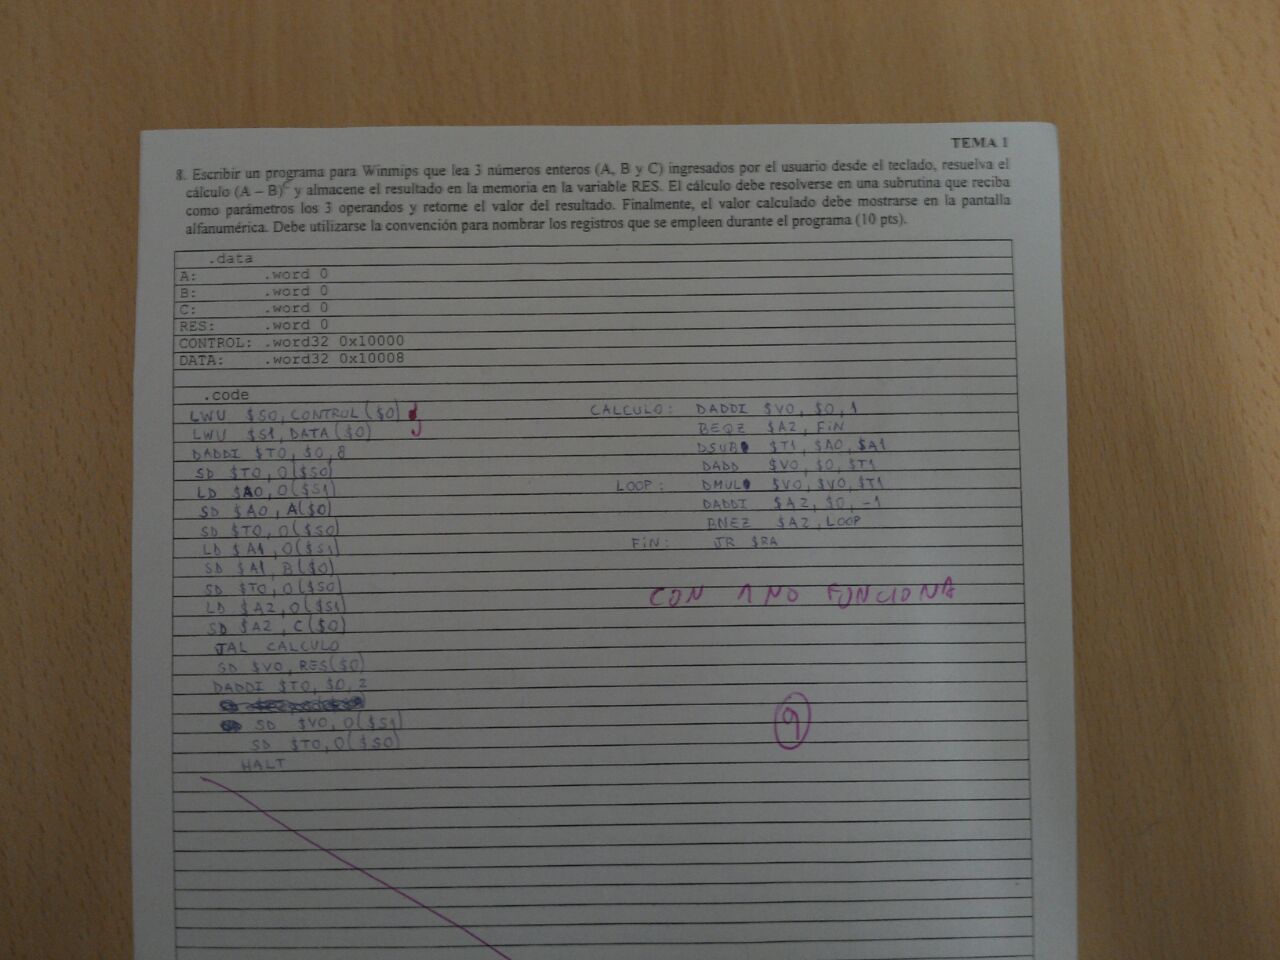 TEMA 1
8. Escribir un programa para Winmips que lea 3 números enteros (A, B y C) ingresados por el usuario desde el teclado, resuelva el
cálculo (A – B)^C y almacene el resultado en la memoria en la variable RES. El cálculo debe resolverse en una subrutina que reciba
como parámetros los 3 operandos y retorne el valor del resultado. Finalmente, el valor calculado debe mostrarse en la pantalla
alfanumérica. Debe utilizarse la convención para nombrar los registros que se empleen durante el programa (10 pts).
.data
A: .word 0
B: .word 0
C: .word 0
RES: .word 0
CONTROL: .word32 0x10000
DATA: .word32 0x10008
.code
LWU $S0, CONTROL($0)
LWU $S1, DATA($0)
DADDI $T0, $0, 8
SD $T0, 0($S0)
LD $A0, 0($S1)
SD $A0, A($0)
SD $T0, 0($S0)
LD $A1, 0($S1)
SD $A1, B($0)
SD $T0, 0($S0)
LD $A2, 0($S1)
SD $A2, C($0)
JAL CALCULO
SD $V0, RES($0)
DADDI $T0, $0, 2
SD $V0, 0($S1)
SD $T0, 0($S0)
HALT
CALCULO: DADDI $V0, $0, 1
BEQZ $A2, FiN
DSUB $T1, $A0, $A1
DADD $V0, $0, $T1
LOOP: DMUL $V0, $V0, $T1
DADDI $A2, $0, -1
BNEZ $A2, LOOP
FiN: JR $RA
CON 1 NO FUNCIONA
9